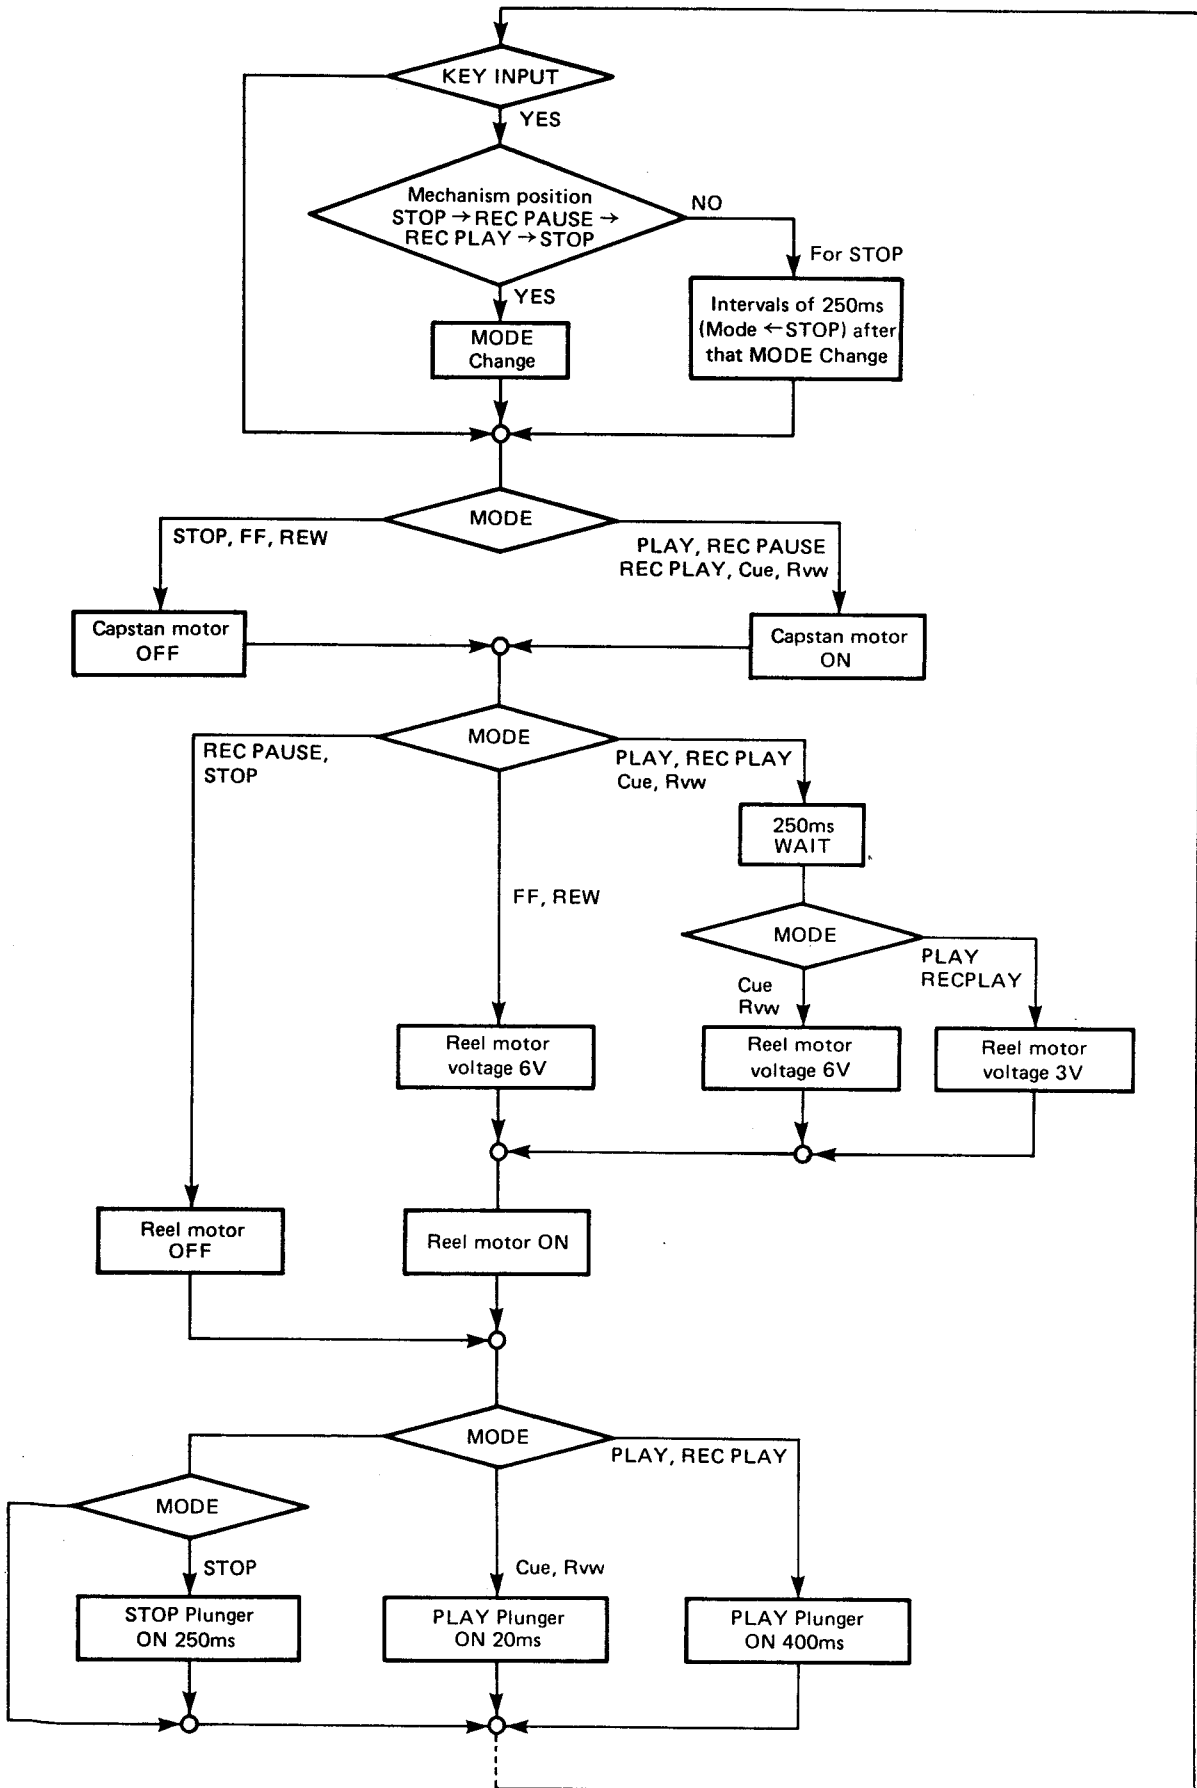 KEY INPUT
YES
Mechanism position
STOP → REC PAUSE →
REC PLAY → STOP
NO
For STOP
YES
Intervals of 250ms
(Mode ← STOP) after
that MODE Change
MODE
Change
MODE
STOP, FF, REW
PLAY, REC PAUSE
REC PLAY, Cue, Rvw
Capstan motor
OFF
Capstan motor
ON
MODE
REC PAUSE,
STOP
PLAY, REC PLAY
Cue, Rvw
250ms
WAIT
FF, REW
MODE
PLAY
RECPLAY
Cue
Rvw
Reel motor
voltage 6V
Reel motor
voltage 6V
Reel motor
voltage 3V
Reel motor
OFF
Reel motor ON
MODE
PLAY, REC PLAY
MODE
STOP
Cue, Rvw
STOP Plunger
ON 250ms
PLAY Plunger
ON 20ms
PLAY Plunger
ON 400ms